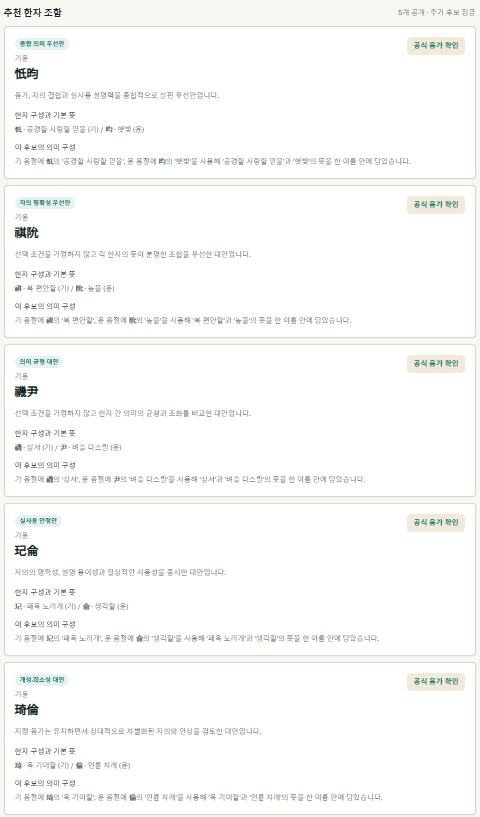 추천 한자 조합
5개 공개 · 추가 후보 잠금
종합 의미 우선안
공식 음가 확인
기윤
忯昀
음가, 자의 결합과 실사용 설명력을 종합적으로 살핀 우선안입니다.
한자 구성과 기본 뜻
忯 · 공경할 사랑할 믿을 (기) / 昀 · 햇빛 (윤)
이 후보의 의미 구성
기 음절에 忯의 '공경할 사랑할 믿을', 윤 음절에 昀의 '햇빛'을 사용해 '공경할 사랑할 믿을'과 '햇빛'의 뜻을 한 이름 안에 담았습니다.
자의 명확성 우선안
공식 음가 확인
기윤
祺阭
선택 조건을 가정하지 않고 각 한자의 뜻이 분명한 조합을 우선한 대안입니다.
한자 구성과 기본 뜻
祺 · 복 편안할 (기) / 阭 · 높을 (윤)
이 후보의 의미 구성
기 음절에 祺의 '복 편안할', 윤 음절에 阭의 '높을'을 사용해 '복 편안할'과 '높을'의 뜻을 한 이름 안에 담았습니다.
의미 균형 대안
공식 음가 확인
기윤
禨尹
선택 조건을 가정하지 않고 한자 간 의미의 균형과 조화를 비교한 대안입니다.
한자 구성과 기본 뜻
禨 · 상서 (기) / 尹 · 벼슬 다스릴 (윤)
이 후보의 의미 구성
기 음절에 禨의 '상서', 윤 음절에 尹의 '벼슬 다스릴'을 사용해 '상서'와 '벼슬 다스릴'의 뜻을 한 이름 안에 담았습니다.
실사용 안정안
공식 음가 확인
기윤
玘侖
자의의 명확성, 설명 용이성과 일상적인 사용성을 중시한 대안입니다.
한자 구성과 기본 뜻
玘 · 패옥 노리개 (기) / 侖 · 생각할 (윤)
이 후보의 의미 구성
기 음절에 玘의 '패옥 노리개', 윤 음절에 侖의 '생각할'을 사용해 '패옥 노리개'과 '생각할'의 뜻을 한 이름 안에 담았습니다.
개성·희소성 대안
공식 음가 확인
기윤
琦倫
지정 음가는 유지하면서 상대적으로 차별화된 자의와 인상을 검토한 대안입니다.
한자 구성과 기본 뜻
琦 · 옥 기이할 (기) / 倫 · 인륜 차례 (윤)
이 후보의 의미 구성
기 음절에 琦의 '옥 기이할', 윤 음절에 倫의 '인륜 차례'을 사용해 '옥 기이할'과 '인륜 차례'의 뜻을 한 이름 안에 담았습니다.